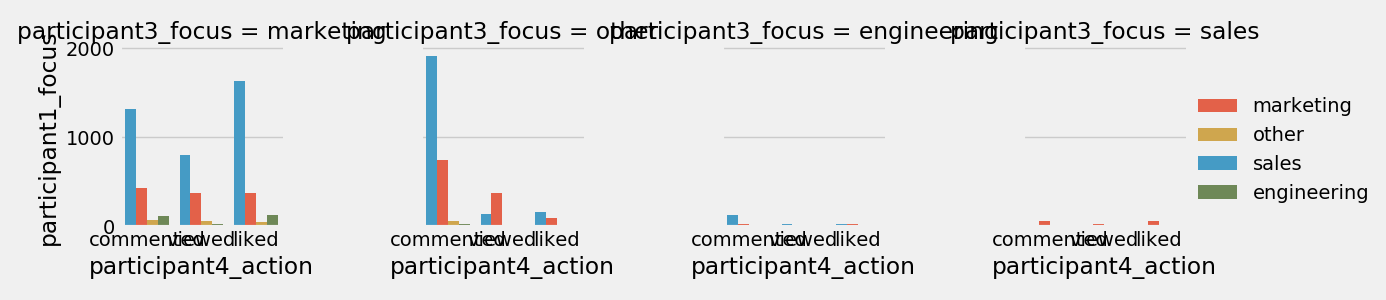 participant3_focus = marketing
participant3_focus = other
participant3_focus = engineering
participant3_focus = sales
participant1_focus
2000
1000
0
commented viewed liked
participant4_action
commented viewed liked
participant4_action
commented viewed liked
participant4_action
commented viewed liked
participant4_action
marketing
other
sales
engineering